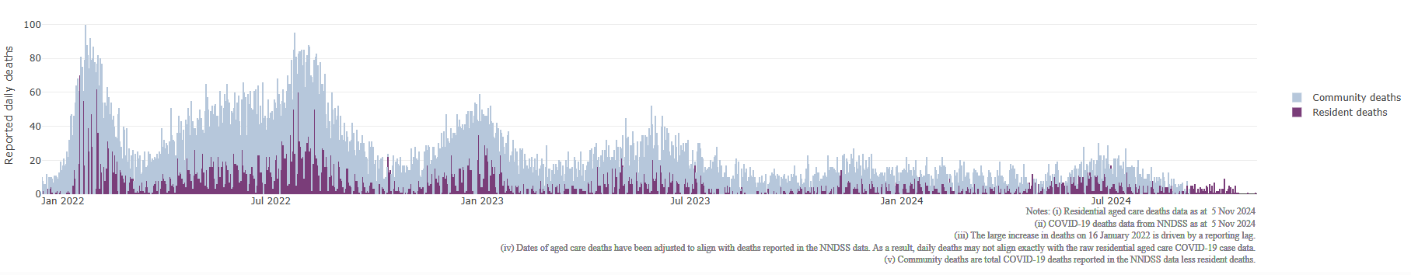 Reported daily deaths
100
80
60
40
20
0
Jan 2022
Jul 2022
Jan 2023
Jul 2023
Jan 2024
Jul 2024
Community deaths
Resident deaths
Notes: (i) Residential aged care deaths data as at 5 Nov 2024
(ii) COVID-19 deaths data from NNDSS as at 5 Nov 2024
(iii) The large increase in deaths on 16 January 2022 is driven by a reporting lag.
(iv) Dates of aged care deaths have been adjusted to align with deaths reported in the NNDSS data. As a result, daily deaths may not align exactly with the raw residential aged care COVID-19 case data.
(v) Community deaths are total COVID-19 deaths reported in the NNDSS data less resident deaths.